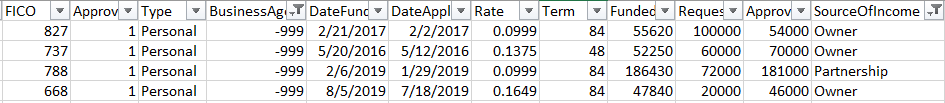 FICO Approv Type BusinessAge DateFund DateAppl Rate Term Funded Reques Approv SourceOfIncome
827 1 Personal -999 2/21/2017 2/2/2017 0.0999 84 55620 100000 54000 Owner
737 1 Personal -999 5/20/2016 5/12/2016 0.1375 48 52250 60000 70000 Owner
788 1 Personal -999 2/6/2019 1/29/2019 0.0999 84 186430 72000 181000 Partnership
668 1 Personal -999 8/5/2019 7/18/2019 0.1649 84 47840 20000 46000 Owner